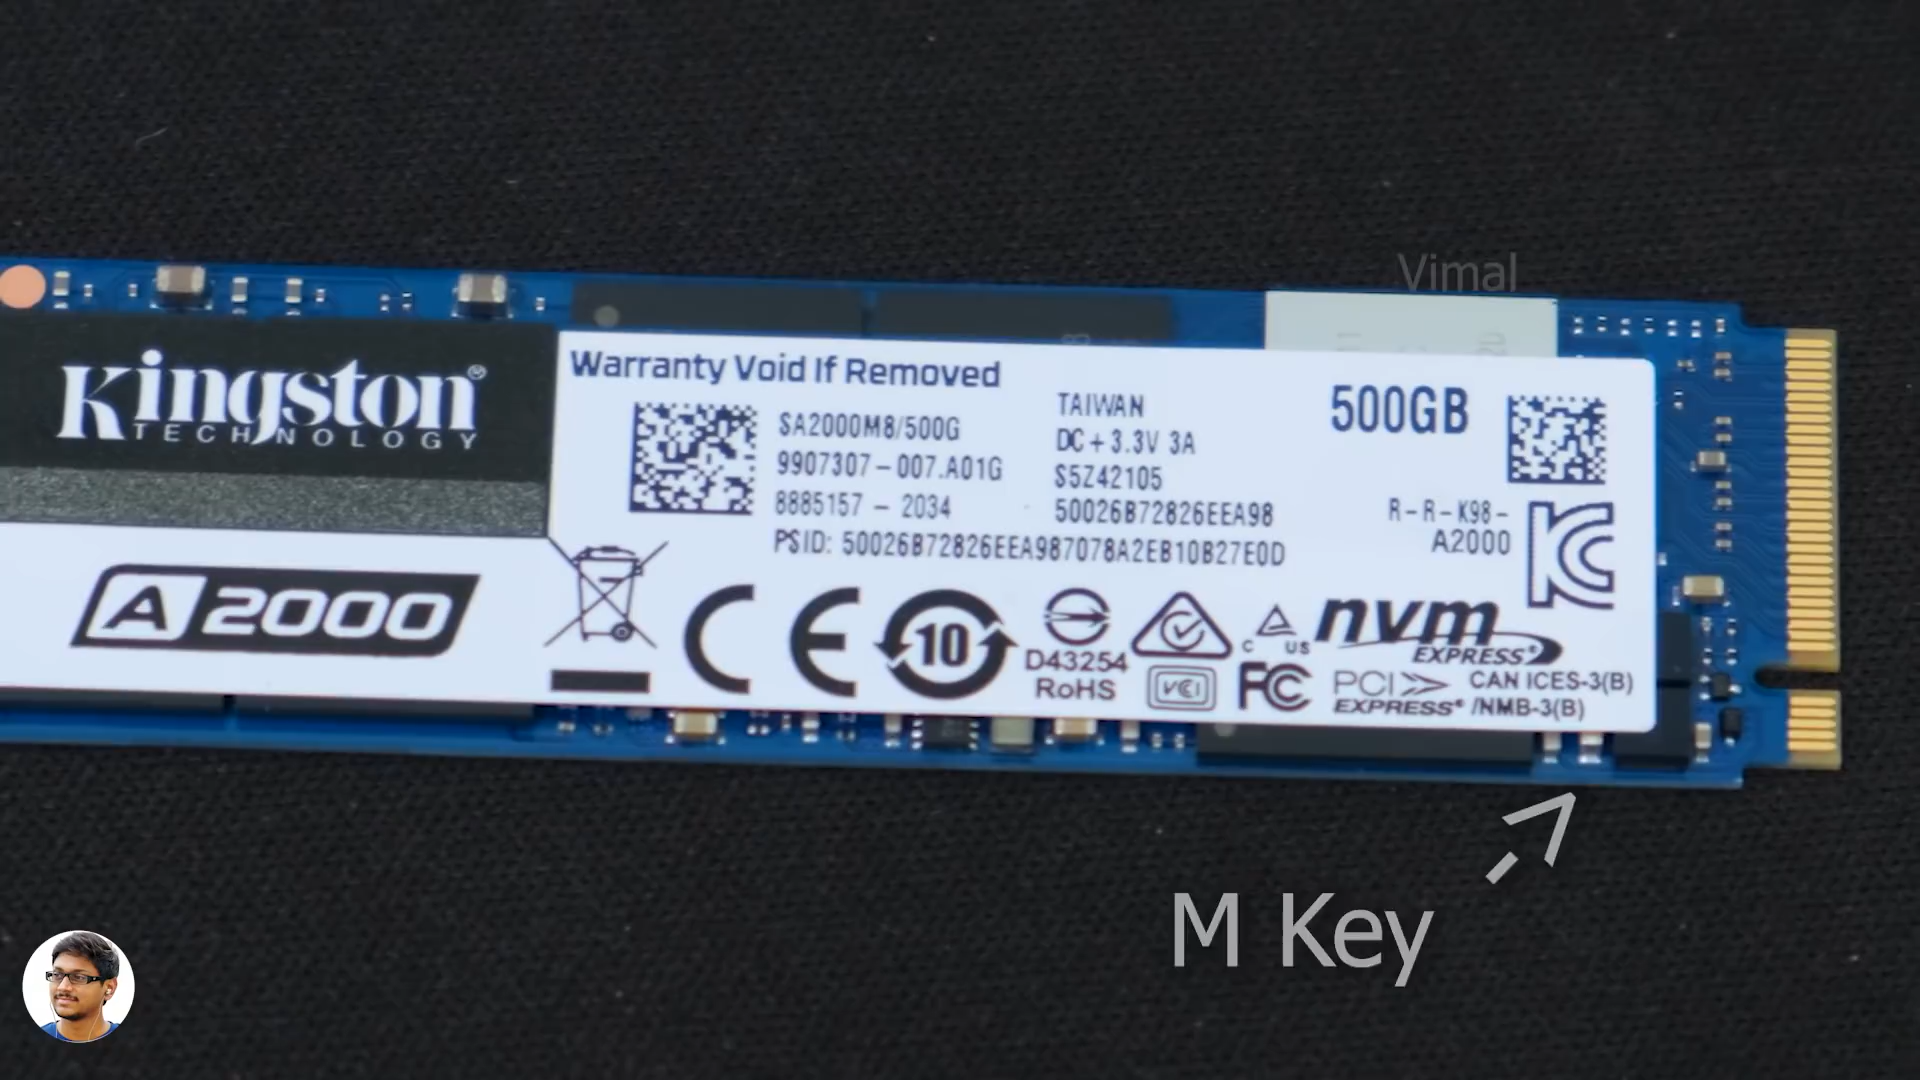 Vimal
Kingston®
TECHNOLOGY
A2000
Warranty Void If Removed
SA2000M8/500G
9907307-007.A01G
8885157 - 2034
TAIWAN
DC+3.3V 3A
S5Z42105
50026B72826EEA98
PSID: 50026B72826EEA987078A2EB10B27E0D
500GB
R-R-K98-
A2000
CE
10
D43254
RoHS
VCI
C US
FC
nvm
EXPRESS®
PCI
EXPRESS®
CAN ICES-3(B)
/NMB-3(B)
M Key